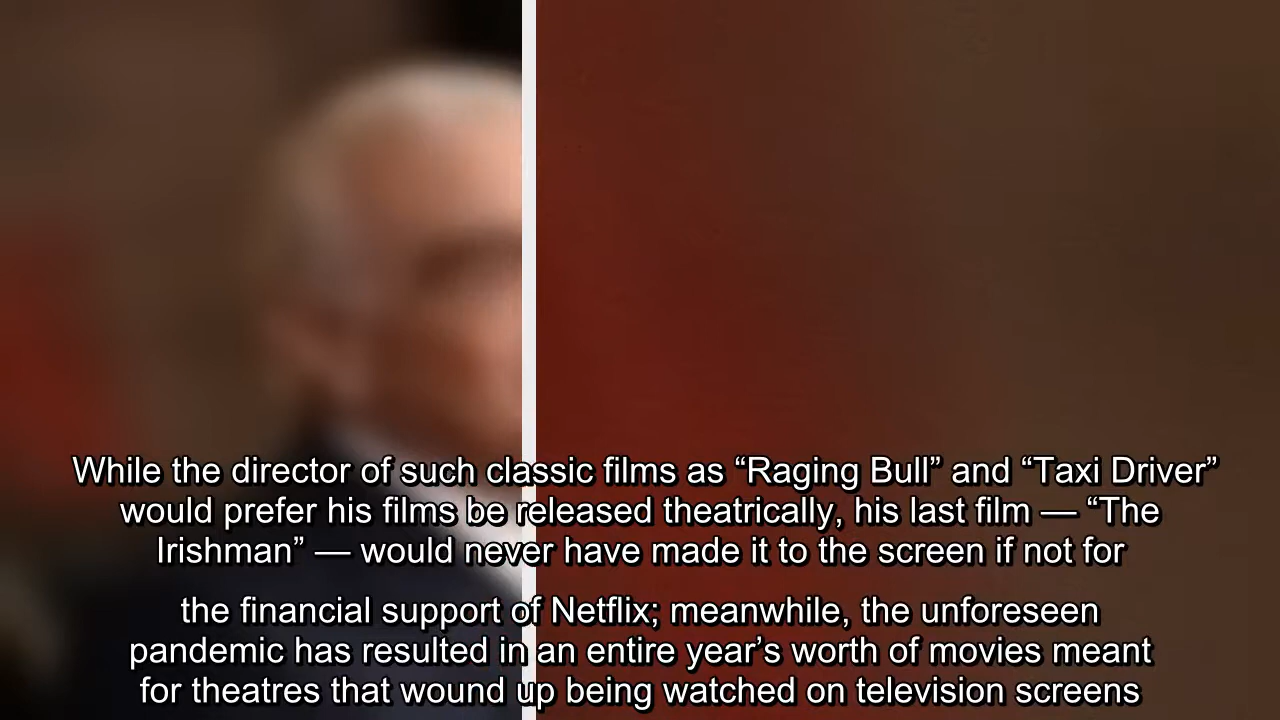 While the director of such classic films as “Raging Bull” and “Taxi Driver”
would prefer his films be released theatrically, his last film — “The
Irishman” — would never have made it to the screen if not for
the financial support of Netflix; meanwhile, the unforeseen
pandemic has resulted in an entire year’s worth of movies meant
for theatres that wound up being watched on television screens